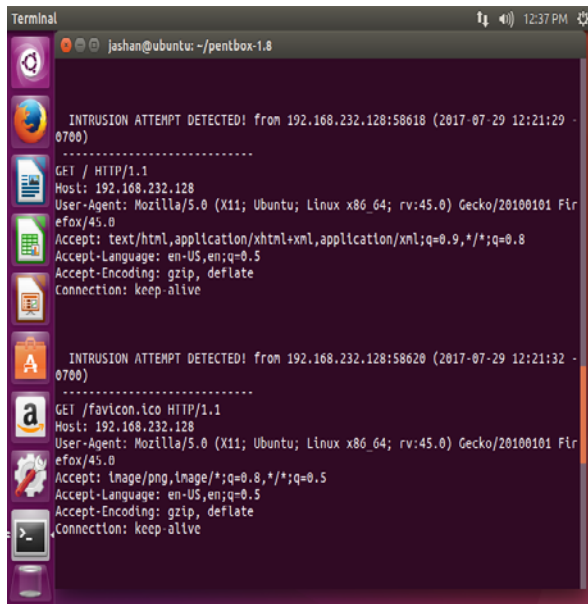 Terminal
12:37 PM
jashan@ubuntu: ~/pentbox-1.8
INTRUSION ATTEMPT DETECTED! from 192.168.232.128:58618 (2017-07-29 12:21:29 -
0700)
-----------------------------
GET / HTTP/1.1
Host: 192.168.232.128
User-Agent: Mozilla/5.0 (X11; Ubuntu; Linux x86_64; rv:45.0) Gecko/20100101 Fir
efox/45.0
Accept: text/html,application/xhtml+xml,application/xml;q=0.9,*/*;q=0.8
Accept-Language: en-US,en;q=0.5
Accept-Encoding: gzip, deflate
Connection: keep-alive
INTRUSION ATTEMPT DETECTED! from 192.168.232.128:58620 (2017-07-29 12:21:32 -
0700)
-----------------------------
GET /favicon.ico HTTP/1.1
Host: 192.168.232.128
User-Agent: Mozilla/5.0 (X11; Ubuntu; Linux x86_64; rv:45.0) Gecko/20100101 Fir
efox/45.0
Accept: image/png,image/*;q=0.8,*/*;q=0.5
Accept-Language: en-US,en;q=0.5
Accept-Encoding: gzip, deflate
Connection: keep-alive